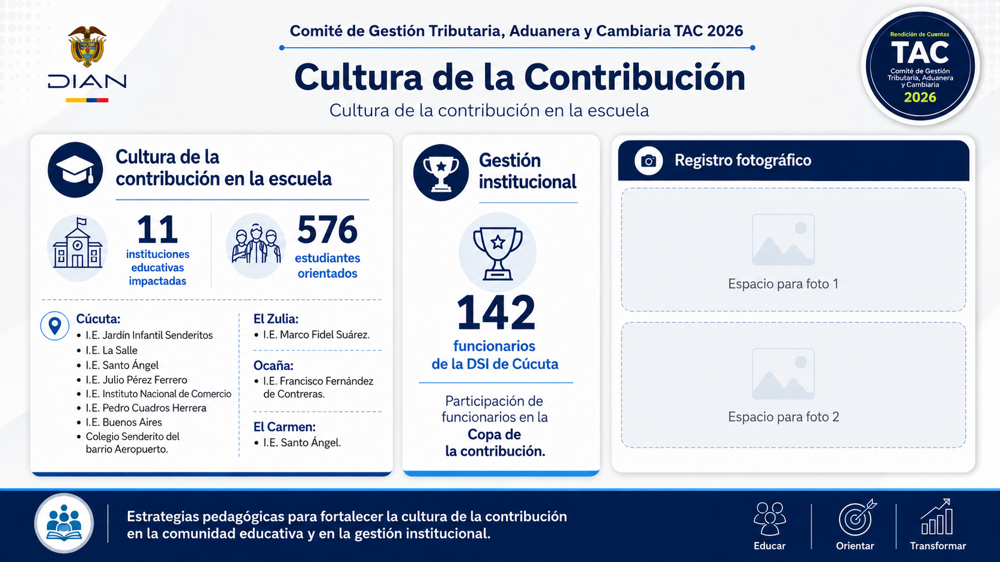 DIAN
Comité de Gestión Tributaria, Aduanera y Cambiaria TAC 2026
Cultura de la Contribución
Cultura de la contribución en la escuela
Rendición de Cuentas
TAC
Comité de Gestión
Tributaria, Aduanera
y Cambiaria
2026
Cultura de la
contribución en la escuela
11
instituciones
educativas
impactadas
576
estudiantes
orientados
Cúcuta:
• I.E. Jardín Infantil Senderitos
• I.E. La Salle
• I.E. Santo Ángel
• I.E. Julio Pérez Ferrero
• I.E. Instituto Nacional de Comercio
• I.E. Pedro Cuadros Herrera
• I.E. Buenos Aires
• Colegio Senderito del
barrio Aeropuerto.
El Zulia:
• I.E. Marco Fidel Suárez.
Ocaña:
• I.E. Francisco Fernández
de Contreras.
El Carmen:
• I.E. Santo Ángel.
Gestión
institucional
142
funcionarios
de la DSI de Cúcuta
Participación de
funcionarios en la
Copa de
la contribución.
Registro fotográfico
Espacio para foto 1
Espacio para foto 2
Estrategias pedagógicas para fortalecer la cultura de la contribución
en la comunidad educativa y en la gestión institucional.
Educar
Orientar
Transformar